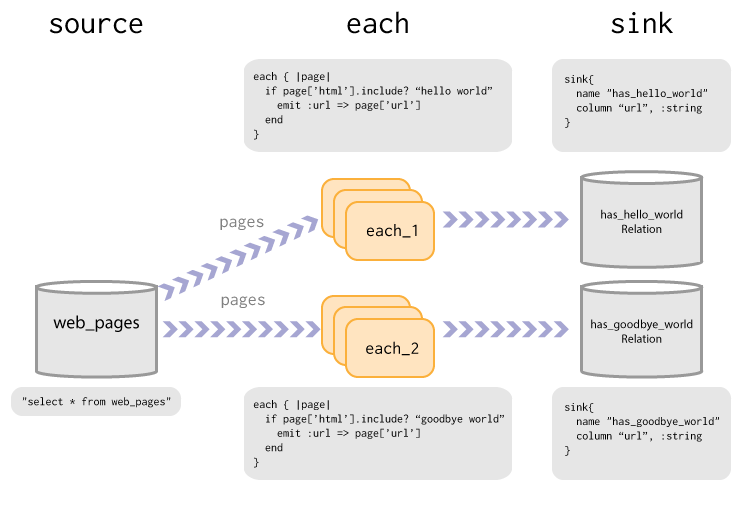 source
each
sink
each { |page|
  if page['html'].include? “hello world”
    emit :url => page['url']
  end
}
sink{
  name "has_hello_world"
  column “url”, :string
}
pages
each_1
has_hello_world
Relation
pages
web_pages
each_2
has_goodbye_world
Relation
"select * from web_pages"
each { |page|
  if page[’html’].include? “goodbye world”
    emit :url => page[’url’]
  end
}
sink{
  name "has_goodbye_world"
  column “url”, :string
}